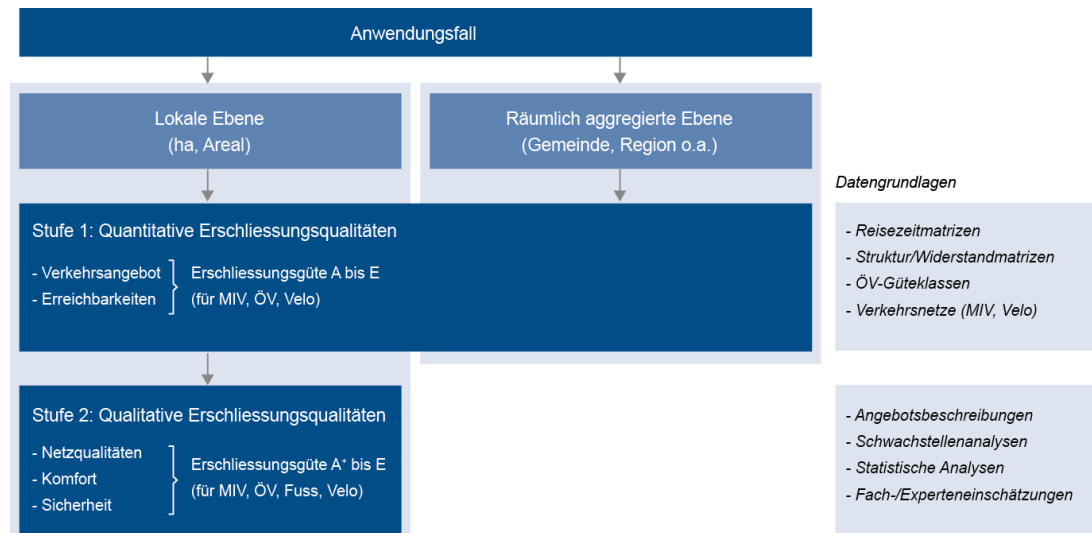 Anwendungsfall
Lokale Ebene
(ha, Areal)
Räumlich aggregierte Ebene
(Gemeinde, Region o.a.)
Datengrundlagen
Stufe 1: Quantitative Erschliessungsqualitäten
- Verkehrsangebot
- Erreichbarkeiten
Erschliessungsgüte A bis E
(für MIV, ÖV, Velo)
- Reisezeitmatrizen
- Struktur/Widerstandmatrizen
- ÖV-Güteklassen
- Verkehrsnetze (MIV, Velo)
Stufe 2: Qualitative Erschliessungsqualitäten
- Netzqualitäten
- Komfort
- Sicherheit
Erschliessungsgüte A⁺ bis E
(für MIV, ÖV, Fuss, Velo)
- Angebotsbeschreibungen
- Schwachstellenanalysen
- Statistische Analysen
- Fach-/Experteneinschätzungen